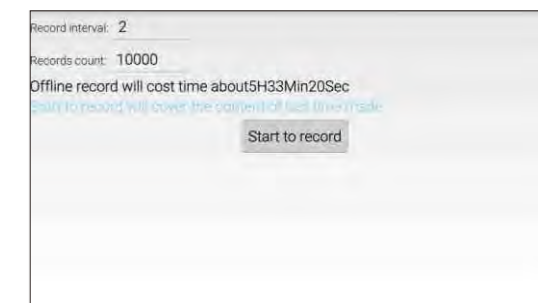 Record interval: 2
Records count: 10000
Offline record will cost time about5H33Min20Sec
Start to record will cover the content of last time made
Start to record